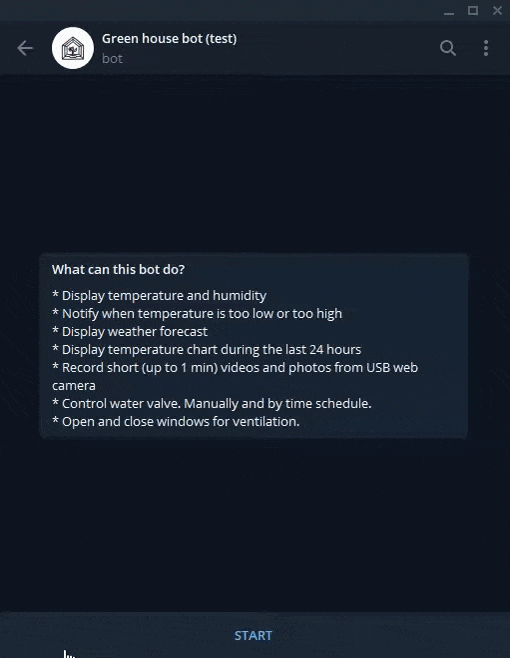 Green house bot (test)
bot
What can this bot do?
* Display temperature and humidity
* Notify when temperature is too low or too high
* Display weather forecast
* Display temperature chart during the last 24 hours
* Record short (up to 1 min) videos and photos from USB web
camera
* Control water valve. Manually and by time schedule.
* Open and close windows for ventilation.
START